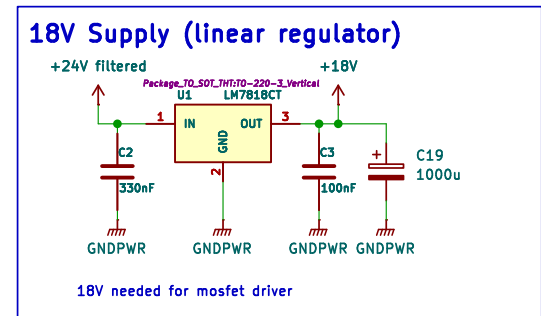 18V Supply (linear regulator)
+24V filtered
+18V
Package_TO_SOT_THT:TO-220-3_Vertical
U1
LM7818CT
1
IN
OUT
3
GND
2
C2
330nF
C3
100nF
+
C19
1000u
GNDPWR
GNDPWR
GNDPWR
GNDPWR
18V needed for mosfet driver